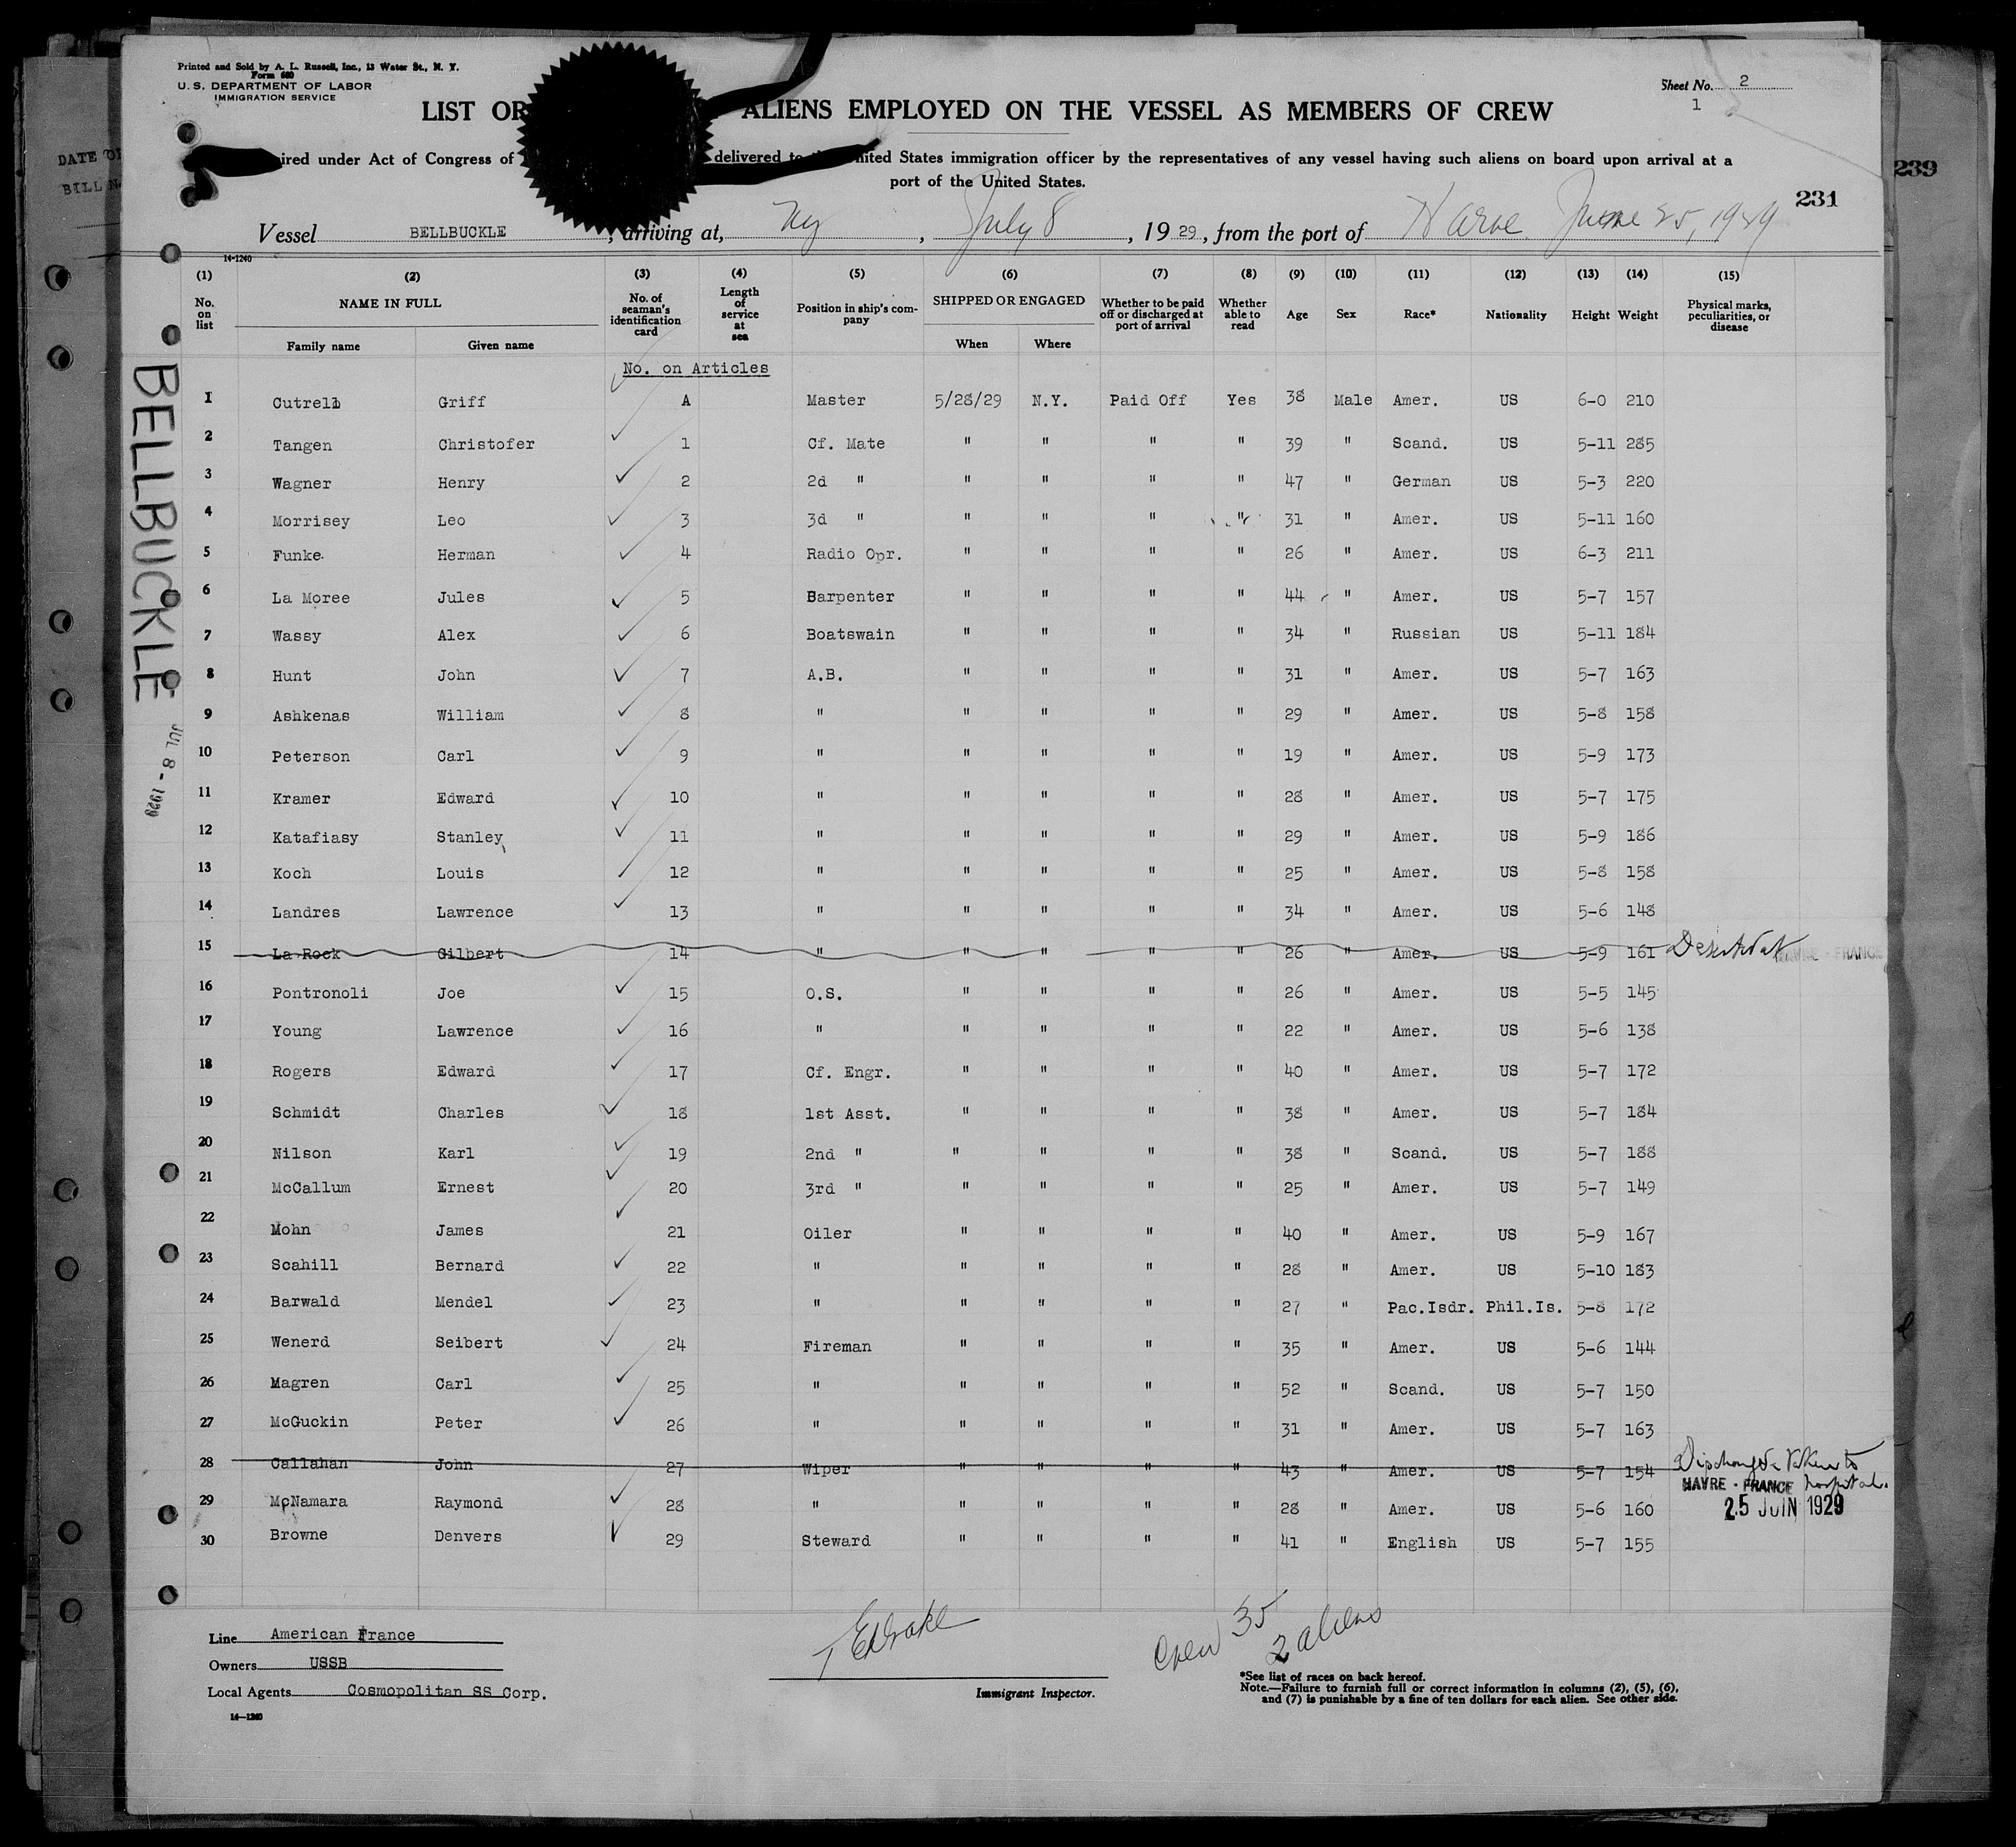 Printed and Sold by A. L. Russell, Inc., 13 Water St., N. Y.
Form 680
U. S. DEPARTMENT OF LABOR
IMMIGRATION SERVICE
Sheet No. 2
1
LIST OR ALIENS EMPLOYED ON THE VESSEL AS MEMBERS OF CREW
DATE OF
BILL N
ired under Act of Congress of delivered to United States immigration officer by the representatives of any vessel having such aliens on board upon arrival at a
port of the United States.
239
231
Vessel BELLBUCKLE, arriving at, Ny, July 8, 1929, from the port of June 25, 1929
14-1240
(1) (2) (3) (4) (5) (6) (7) (8) (9) (10) (11) (12) (13) (14) (15)
No. on list NAME IN FULL Family name Given name No. of seaman's identification card Length of service at sea Position in ship's company SHIPPED OR ENGAGED When Where Whether to be paid off or discharged at port of arrival Whether able to read Age Sex Race* Nationality Height Weight Physical marks, peculiarities, or disease
No. on Articles
BELLBUCKLE
JUL 8 - 1929
1 Cutrell Griff A Master 5/28/29 N.Y. Paid Off Yes 38 Male Amer. US 6-0 210
2 Tangen Christofer 1 Cf. Mate " " " " 39 " Scand. US 5-11 285
3 Wagner Henry 2 2d " " " " " 47 " German US 5-3 220
4 Morrisey Leo 3 3d " " " " " 31 " Amer. US 5-11 160
5 Funke Herman 4 Radio Opr. " " " " 26 " Amer. US 6-3 211
6 La Moree Jules 5 Barpenter " " " " 44 " Amer. US 5-7 157
7 Wassy Alex 6 Boatswain " " " " 34 " Russian US 5-11 184
8 Hunt John 7 A.B. " " " " 31 " Amer. US 5-7 163
9 Ashkenas William 8 " " " " " 29 " Amer. US 5-8 158
10 Peterson Carl 9 " " " " " 19 " Amer. US 5-9 173
11 Kramer Edward 10 " " " " " 28 " Amer. US 5-7 175
12 Katafiasy Stanley 11 " " " " " 29 " Amer. US 5-9 186
13 Koch Louis 12 " " " " " 25 " Amer. US 5-8 158
14 Landres Lawrence 13 " " " " " 34 " Amer. US 5-6 148
15 La Rock Gilbert 14 " " " " " 26 " Amer. US 5-9 161 FRANCE
16 Pontronoli Joe 15 O.S. " " " " 26 " Amer. US 5-5 145
17 Young Lawrence 16 " " " " " 22 " Amer. US 5-6 138
18 Rogers Edward 17 Cf. Engr. " " " " 40 " Amer. US 5-7 172
19 Schmidt Charles 18 1st Asst. " " " " 38 " Amer. US 5-7 184
20 Nilson Karl 19 2nd " " " " " 38 " Scand. US 5-7 188
21 McCallum Ernest 20 3rd " " " " " 25 " Amer. US 5-7 149
22 Mohn James 21 Oiler " " " " 40 " Amer. US 5-9 167
23 Scahill Bernard 22 " " " " " 28 " Amer. US 5-10 183
24 Barwald Mendel 23 " " " " " 27 " Pac.Isdr. Phil.Is. 5-8 172
25 Wenerd Seibert 24 Fireman " " " " 35 " Amer. US 5-6 144
26 Magren Carl 25 " " " " " 52 " Scand. US 5-7 150
27 McGuckin Peter 26 " " " " " 31 " Amer. US 5-7 163
28 Callahan John 27 Wiper " " " " 43 " Amer. US 5-7 154 hospital.
HAVRE - FRANCE
29 McNamara Raymond 28 " " " " " 28 " Amer. US 5-6 160
25 JUIN 1929
30 Browne Denvers 29 Steward " " " " 41 " English US 5-7 155
Line American France
Owners USSB
Local Agents Cosmopolitan SS Corp.
14-1240
Immigrant Inspector.
Crew 35
2 aliens
*See list of races on back hereof.
Note.—Failure to furnish full or correct information in columns (2), (5), (6),
and (7) is punishable by a fine of ten dollars for each alien. See other side.